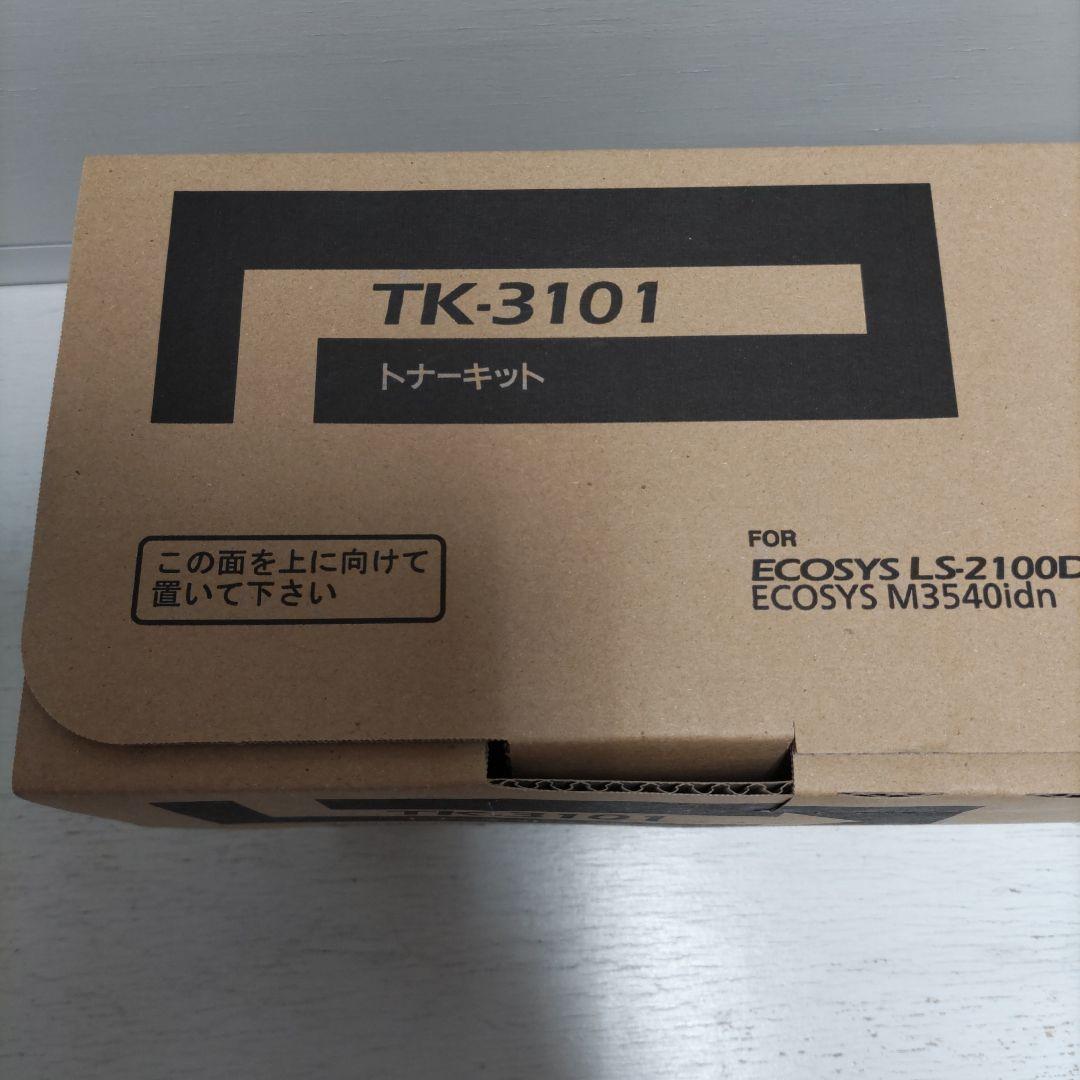 TK-3101
トナーキット
この面を上に向けて
置いて下さい
FOR
ECOSYS LS-2100D
ECOSYS M3540idn
TK-3101